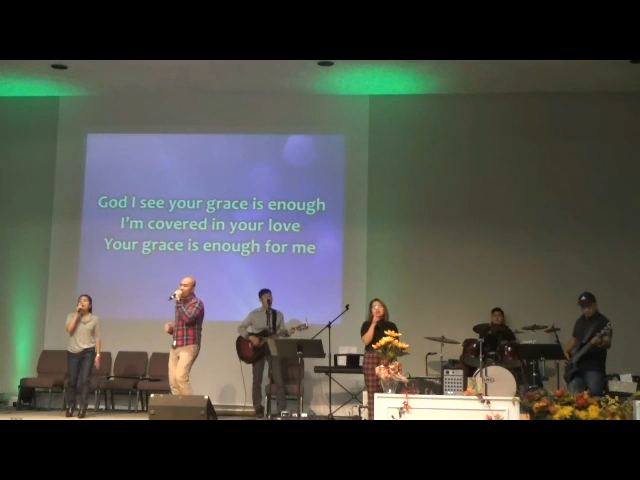 God I see your grace is enough
I'm covered in your love
Your grace is enough for me